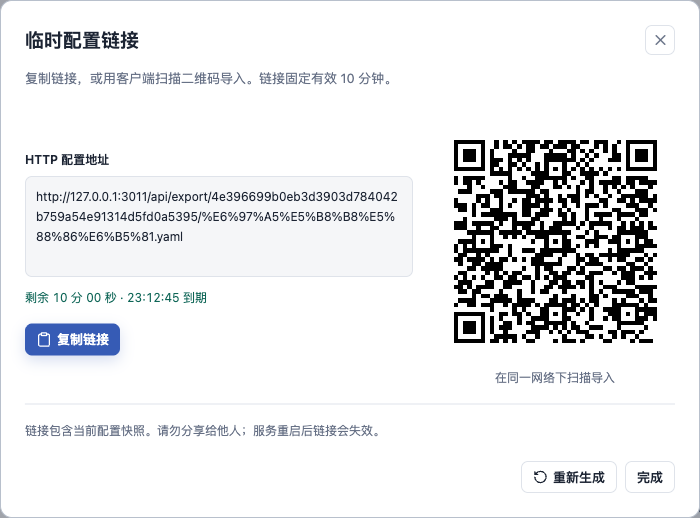 临时配置链接
复制链接，或用客户端扫描二维码导入。链接固定有效 10 分钟。
HTTP 配置地址
http://127.0.0.1:3011/api/export/4e396699b0eb3d3903d784042
b759a54e91314d5fd0a5395/%E6%97%A5%E5%B8%B8%E5%
88%86%E6%B5%81.yaml
剩余 10 分 00 秒 · 23:12:45 到期
复制链接
在同一网络下扫描导入
链接包含当前配置快照。请勿分享给他人；服务重启后链接会失效。
重新生成
完成